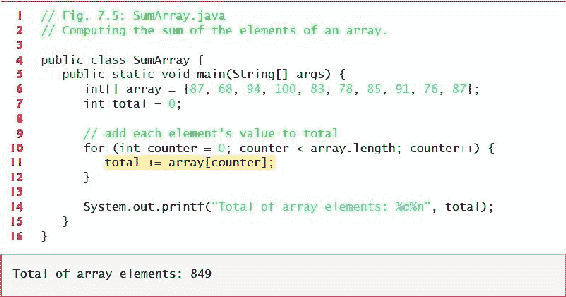 1 // Fig. 7.5: SumArray.java
2 // Computing the sum of the elements of an array.
3
4 public class SumArray {
5 public static void main(String[] args) {
6 int[] array = {87, 68, 94, 100, 83, 78, 85, 91, 76, 87};
7 int total = 0;
8
9 // add each element's value to total
10 for (int counter = 0; counter < array.length; counter++) {
11 total += array[counter];
12 }
13
14 System.out.printf("Total of array elements: %d%n", total);
15 }
16 }
Total of array elements: 849